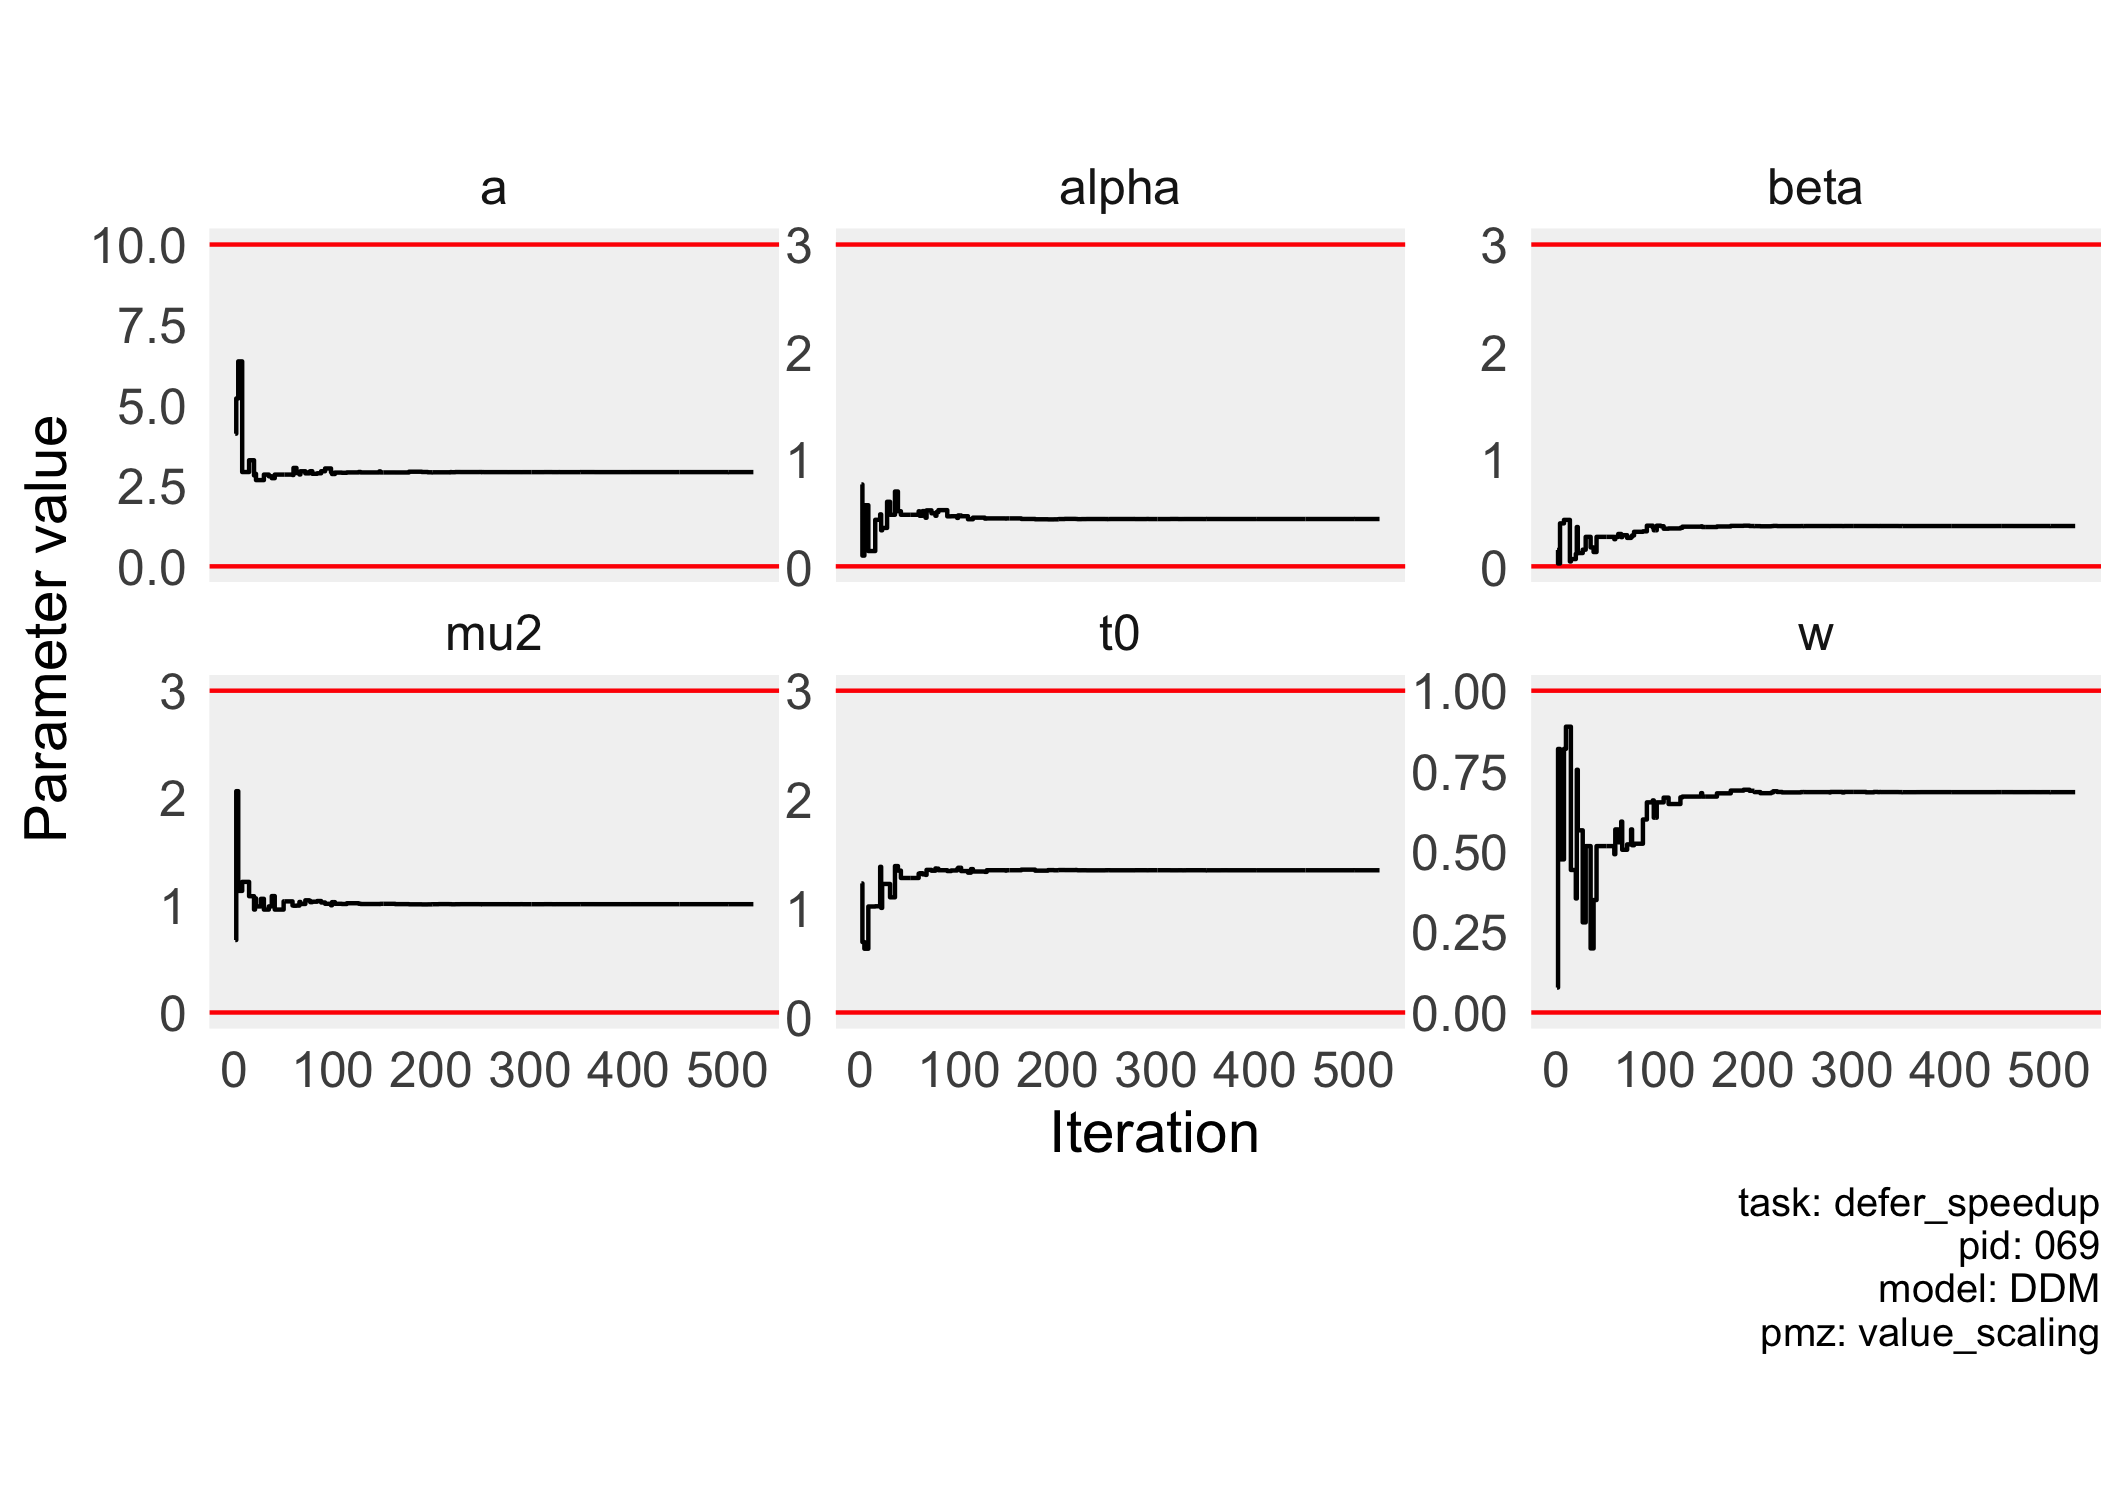 a
alpha
beta
10.0
7.5
5.0
2.5
0.0
3
2
1
0
3
2
1
0
Parameter value
mu2
t0
w
3
2
1
0
3
2
1
0
1.00
0.75
0.50
0.25
0.00
0 100 200 300 400 500
0 100 200 300 400 500
0 100 200 300 400 500
Iteration
task: defer_speedup
pid: 069
model: DDM
pmz: value_scaling